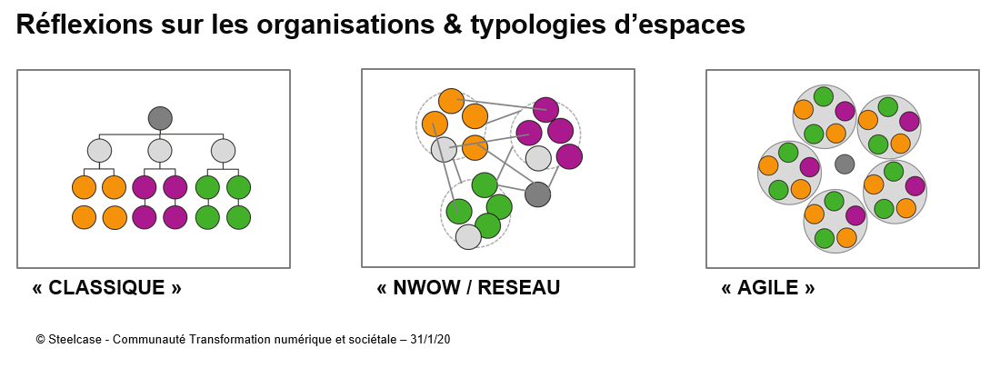 Réflexions sur les organisations & typologies d’espaces
« CLASSIQUE »
« NWOW / RESEAU
« AGILE »
© Steelcase - Communauté Transformation numérique et sociétale – 31/1/20